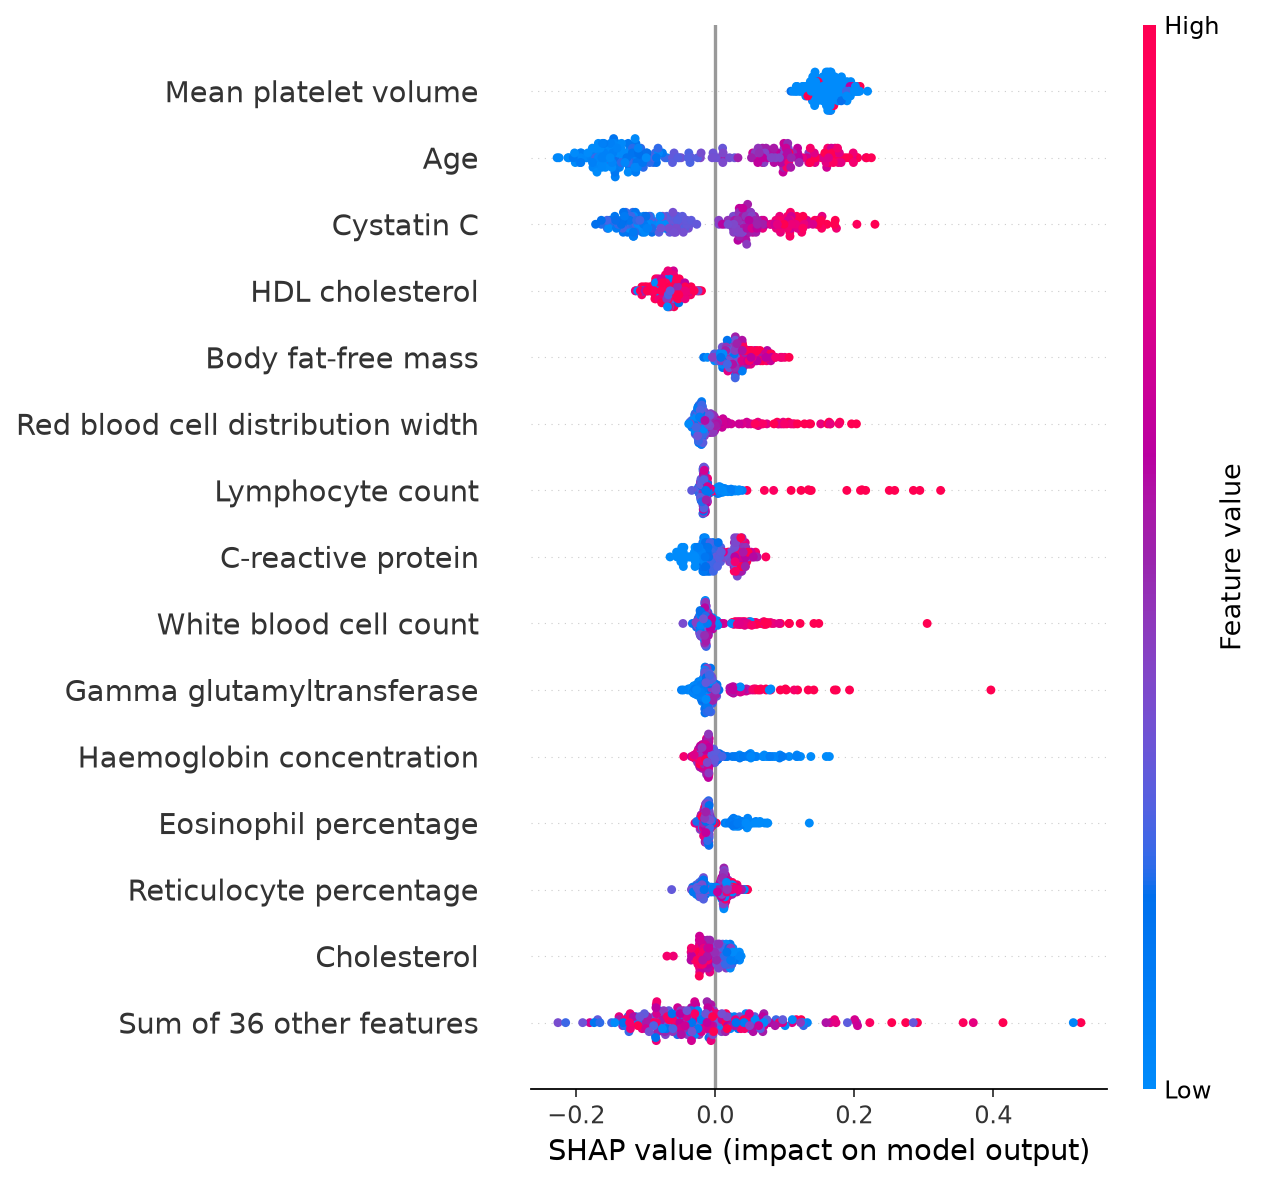 High
Mean platelet volume
Age
Cystatin C
HDL cholesterol
Body fat-free mass
Red blood cell distribution width
Lymphocyte count
C-reactive protein
White blood cell count
Gamma glutamyltransferase
Haemoglobin concentration
Eosinophil percentage
Reticulocyte percentage
Cholesterol
Sum of 36 other features
Feature value
Low
−0.2 0.0 0.2 0.4
SHAP value (impact on model output)